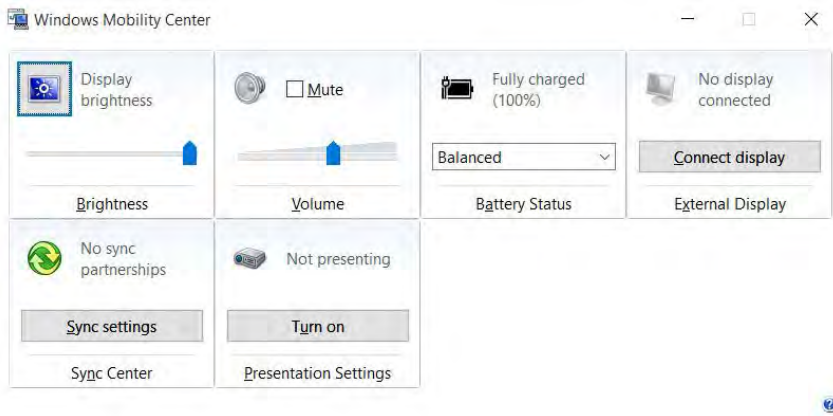 Windows Mobility Center
Display
brightness
Brightness
Mute
Volume
Fully charged
(100%)
Balanced
Battery Status
No display
connected
Connect display
External Display
No sync
partnerships
Sync settings
Sync Center
Not presenting
Turn on
Presentation Settings
?